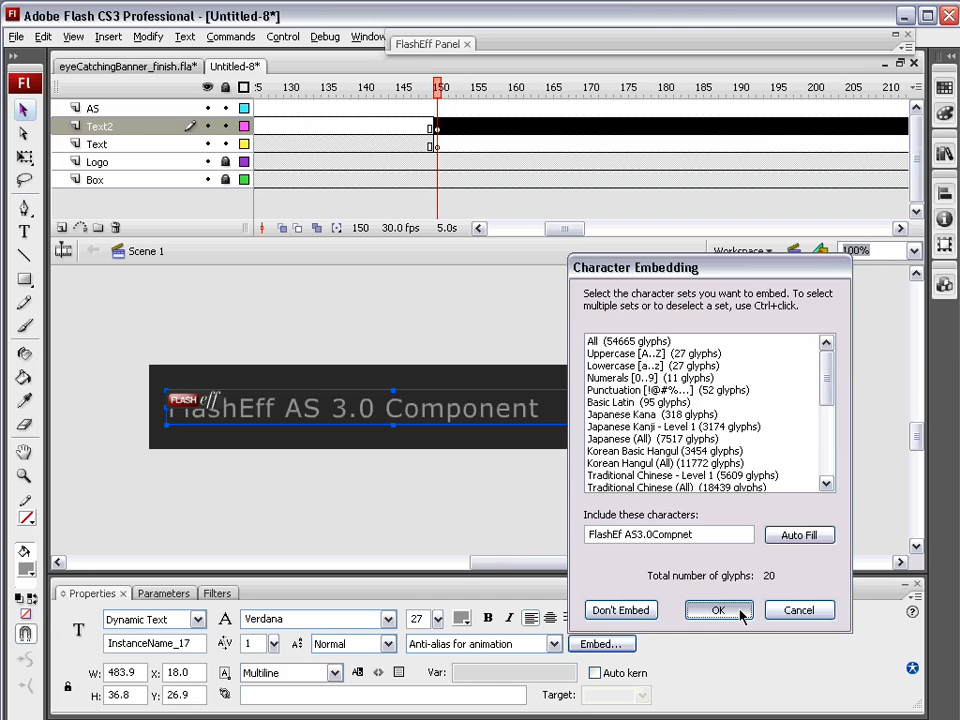 Adobe Flash CS3 Professional - [Untitled-8*]
File Edit View Insert Modify Text Commands Control Debug Window
FlashEff Panel
eyeCatchingBanner_finish.fla* Untitled-8*
130 135 140 145 150 155 160 165 170 175 180 185 190 195 200 205 210
AS
Text2
Text
Logo
Box
150 30.0 fps 5.0s
Scene 1
Workspace
100%
Character Embedding
Select the character sets you want to embed. To select
multiple sets or to deselect a set, use Ctrl+click.
All (54665 glyphs)
Uppercase [A..Z] (27 glyphs)
Lowercase [a..z] (27 glyphs)
Numerals [0..9] (11 glyphs)
Punctuation [!@#%...] (52 glyphs)
Basic Latin (95 glyphs)
Japanese Kana (318 glyphs)
Japanese Kanji - Level 1 (3174 glyphs)
Japanese (All) (7517 glyphs)
Korean Basic Hangul (3454 glyphs)
Korean Hangul (All) (11772 glyphs)
Traditional Chinese - Level 1 (5609 glyphs)
Traditional Chinese (All) (18439 glyphs)
Include these characters:
FlashEf AS3.0Compnet
Auto Fill
Total number of glyphs: 20
Don't Embed OK Cancel
FLASH eff
FlashEff AS 3.0 Component
Properties Parameters Filters
Dynamic Text
Verdana
27
B I
InstanceName_17
1
Normal
Anti-alias for animation
Embed...
W: 483.9 X: 18.0
Multiline
Var:
Auto kern
H: 36.8 Y: 26.9
Target: